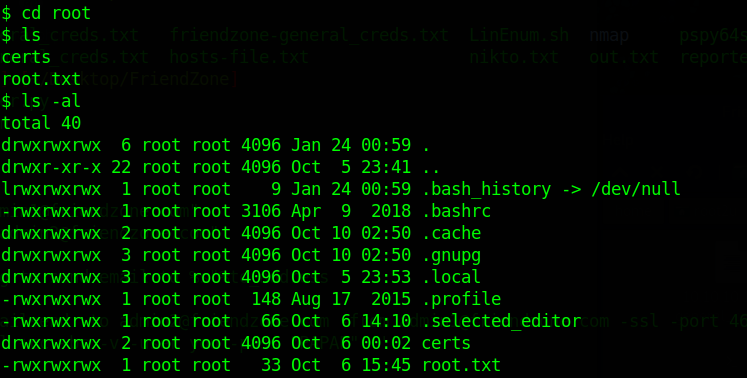 $ cd root
$ ls
certs
root.txt
$ ls -al
total 40
drwxrwxrwx  6 root root 4096 Jan 24 00:59 .
drwxr-xr-x 22 root root 4096 Oct  5 23:41 ..
lrwxrwxrwx  1 root root    9 Jan 24 00:59 .bash_history -> /dev/null
-rwxrwxrwx  1 root root 3106 Apr  9  2018 .bashrc
drwxrwxrwx  2 root root 4096 Oct 10 02:50 .cache
drwxrwxrwx  3 root root 4096 Oct 10 02:50 .gnupg
drwxrwxrwx  3 root root 4096 Oct  5 23:53 .local
-rwxrwxrwx  1 root root  148 Aug 17  2015 .profile
-rwxrwxrwx  1 root root   66 Oct  6 14:10 .selected_editor
drwxrwxrwx  2 root root 4096 Oct  6 00:02 certs
-rwxrwxrwx  1 root root   33 Oct  6 15:45 root.txt